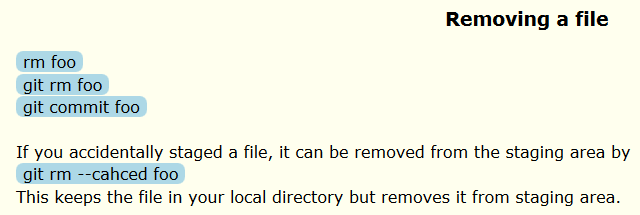 Removing a file
rm foo
git rm foo
git commit foo
If you accidentally staged a file, it can be removed from the staging area by
git rm --cahced foo
This keeps the file in your local directory but removes it from staging area.